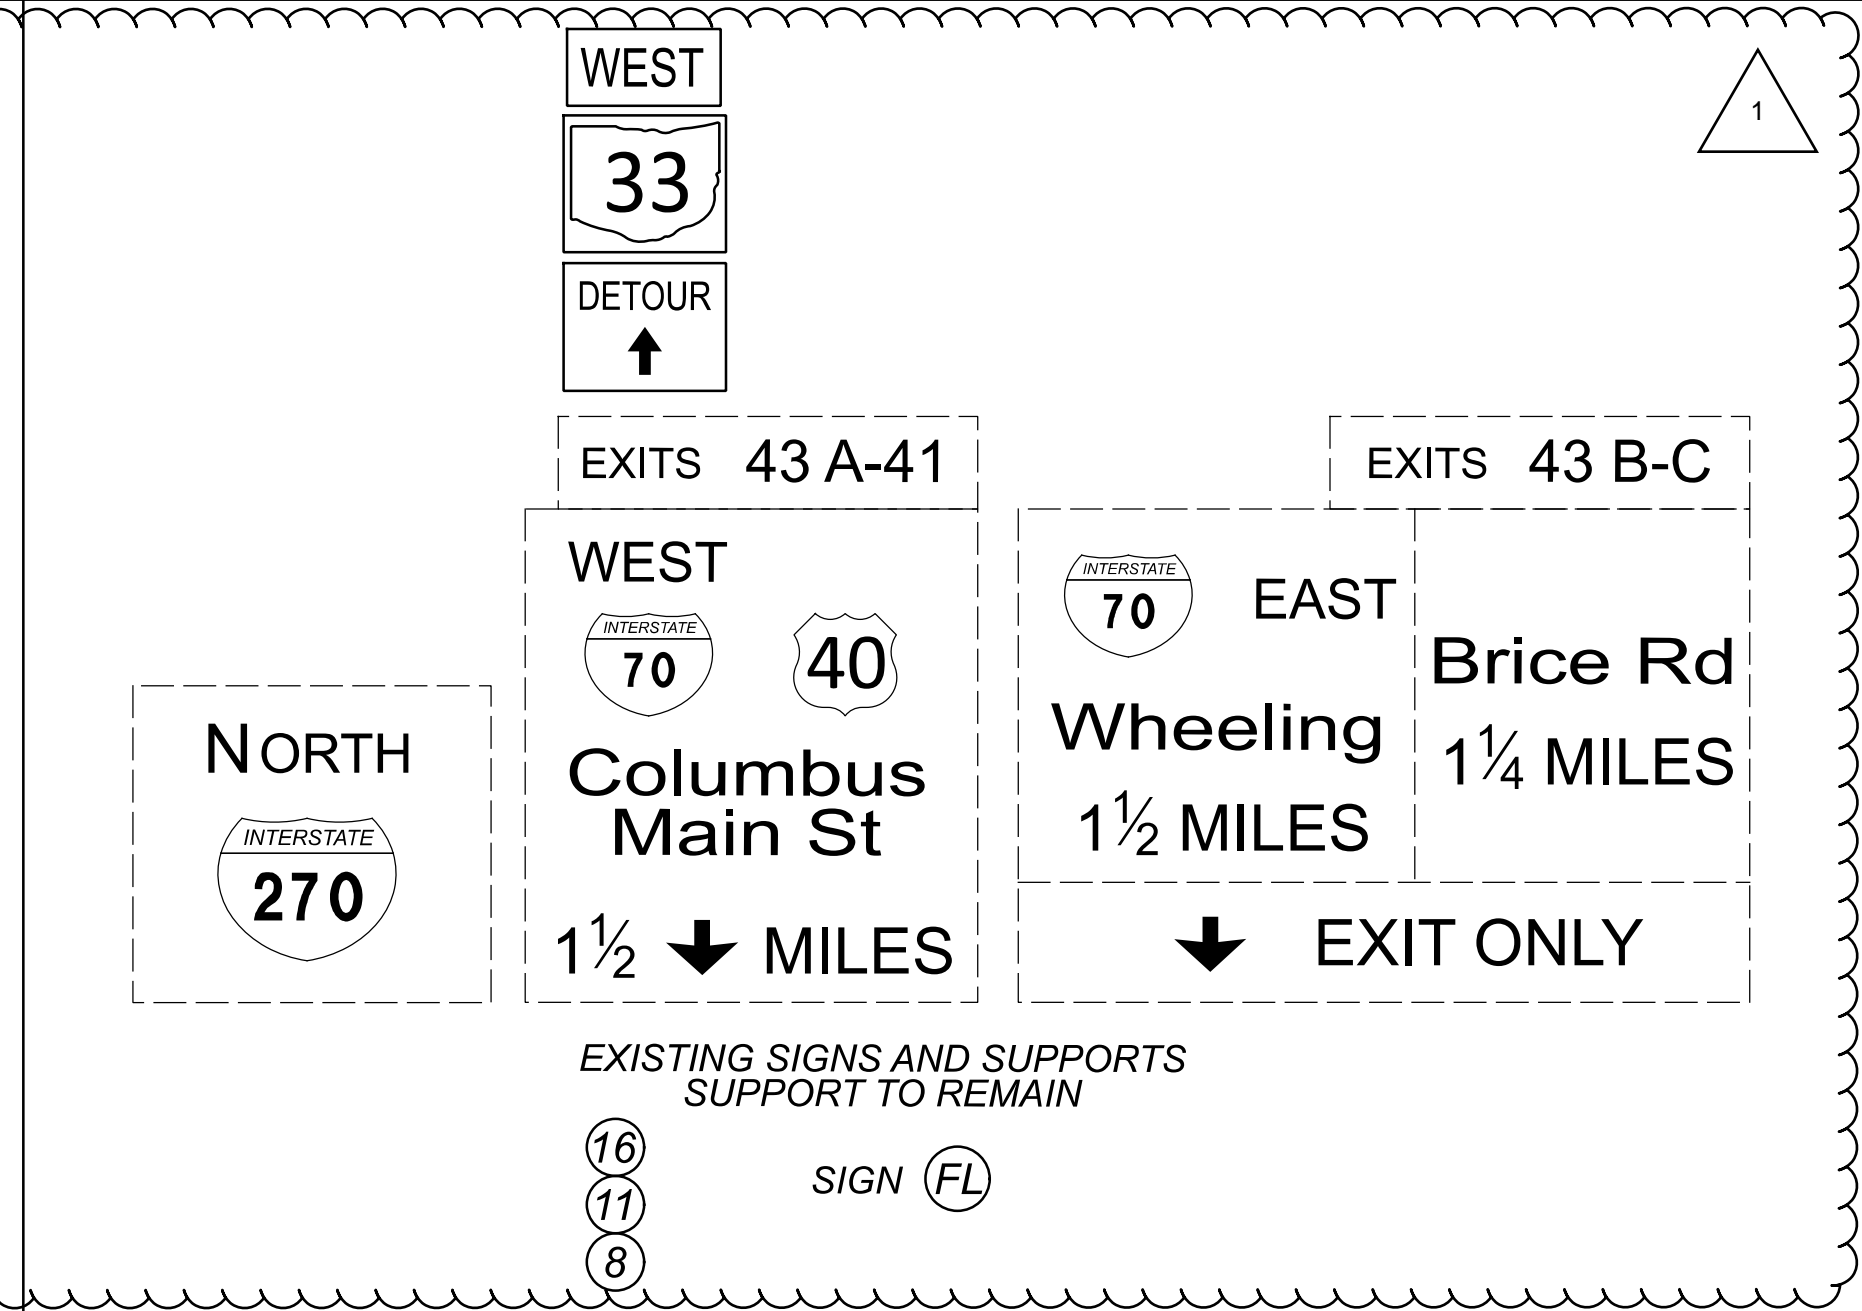 WEST
33
DETOUR
1
EXITS 43 A-41
WEST
INTERSTATE
70
40
Columbus
Main St
1½ MILES
EXITS 43 B-C
INTERSTATE
70
EAST
Wheeling
1½ MILES
Brice Rd
1¼ MILES
EXIT ONLY
NORTH
INTERSTATE
270
EXISTING SIGNS AND SUPPORTS
SUPPORT TO REMAIN
16
11
8
SIGN FL